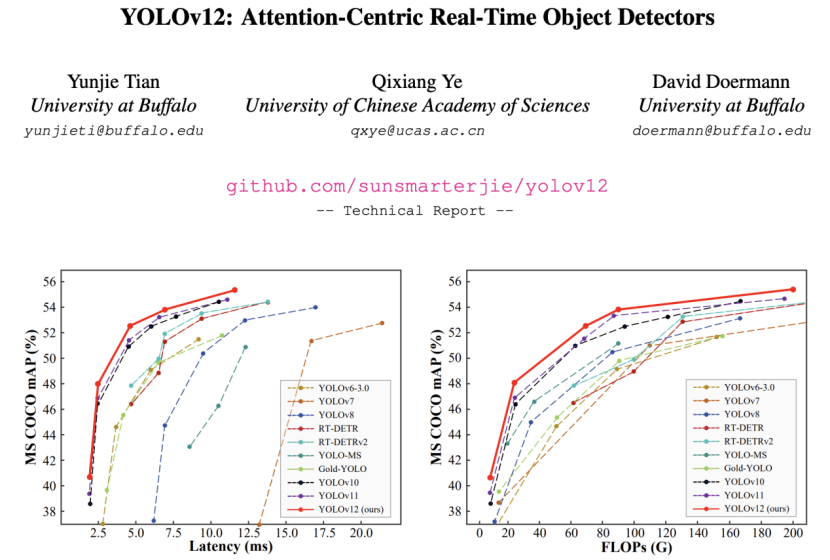 YOLOv12: Attention-Centric Real-Time Object Detectors
Yunjie Tian
University at Buffalo
yunjieti@buffalo.edu
Qixiang Ye
University of Chinese Academy of Sciences
qxye@ucas.ac.cn
David Doermann
University at Buffalo
doermann@buffalo.edu
github.com/sunsmarterjie/yolov12
-- Technical Report --
MS COCO mAP (%)
56
54
52
50
48
46
44
42
40
38
YOLOv6-3.0
YOLOv7
YOLOv8
RT-DETR
RT-DETRv2
YOLO-MS
Gold-YOLO
YOLOv10
YOLOv11
YOLOv12 (ours)
2.5 5.0 7.5 10.0 12.5 15.0 17.5 20.0
Latency (ms)
MS COCO mAP (%)
56
54
52
50
48
46
44
42
40
38
YOLOv6-3.0
YOLOv7
YOLOv8
RT-DETR
RT-DETRv2
YOLO-MS
Gold-YOLO
YOLOv10
YOLOv11
YOLOv12 (ours)
0 20 40 60 80 100 120 140 160 180 200
FLOPs (G)